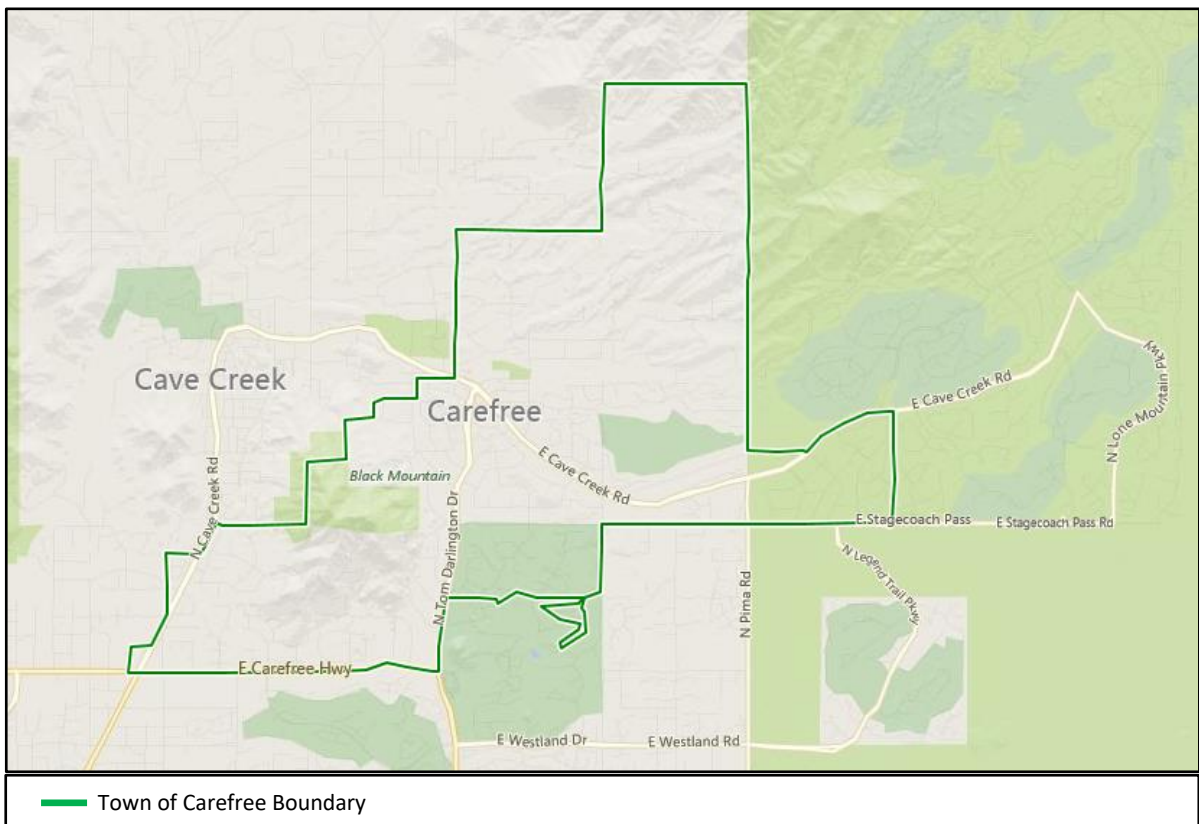 Cave Creek
Carefree
Black Mountain
N Cave Creek Rd
E Cave Creek Rd
E Cave Creek Rd
N Lone Mountain Pkwy
N Tom Darlington Dr
E Stagecoach Pass
E Stagecoach Pass Rd
N Legend Trail Pkwy
N Pima Rd
E Carefree Hwy
E Westland Dr
E Westland Rd
Town of Carefree Boundary